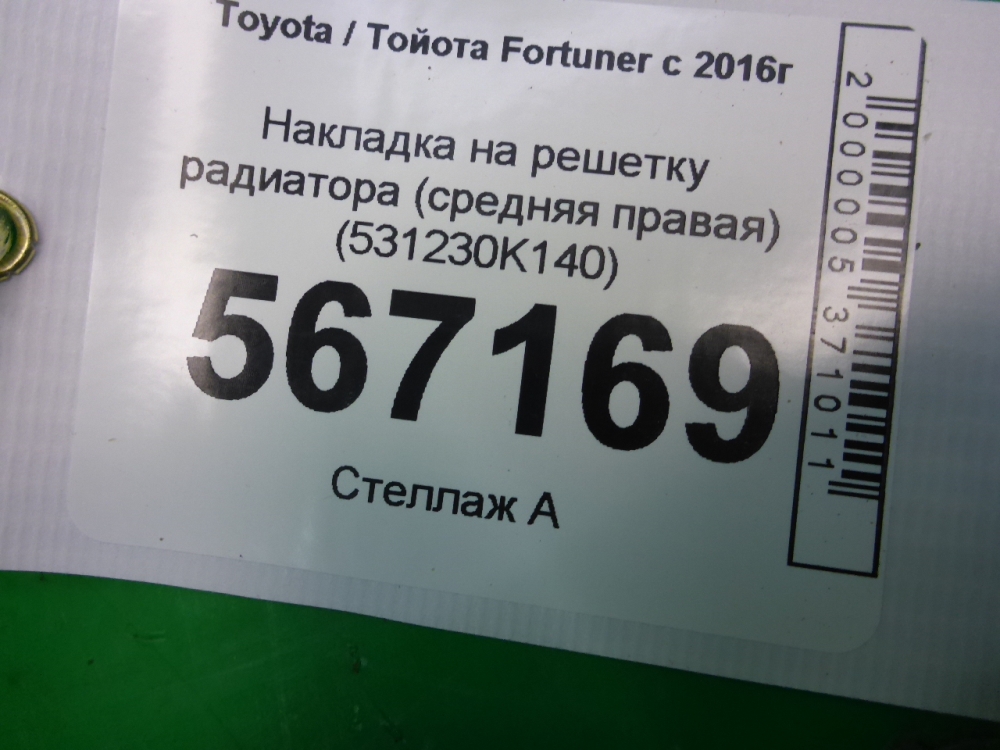 Toyota / Тойота Fortuner с 2016г
Накладка на решетку
радиатора (средняя правая)
(531230K140)
567169
Стеллаж А
2000005371011